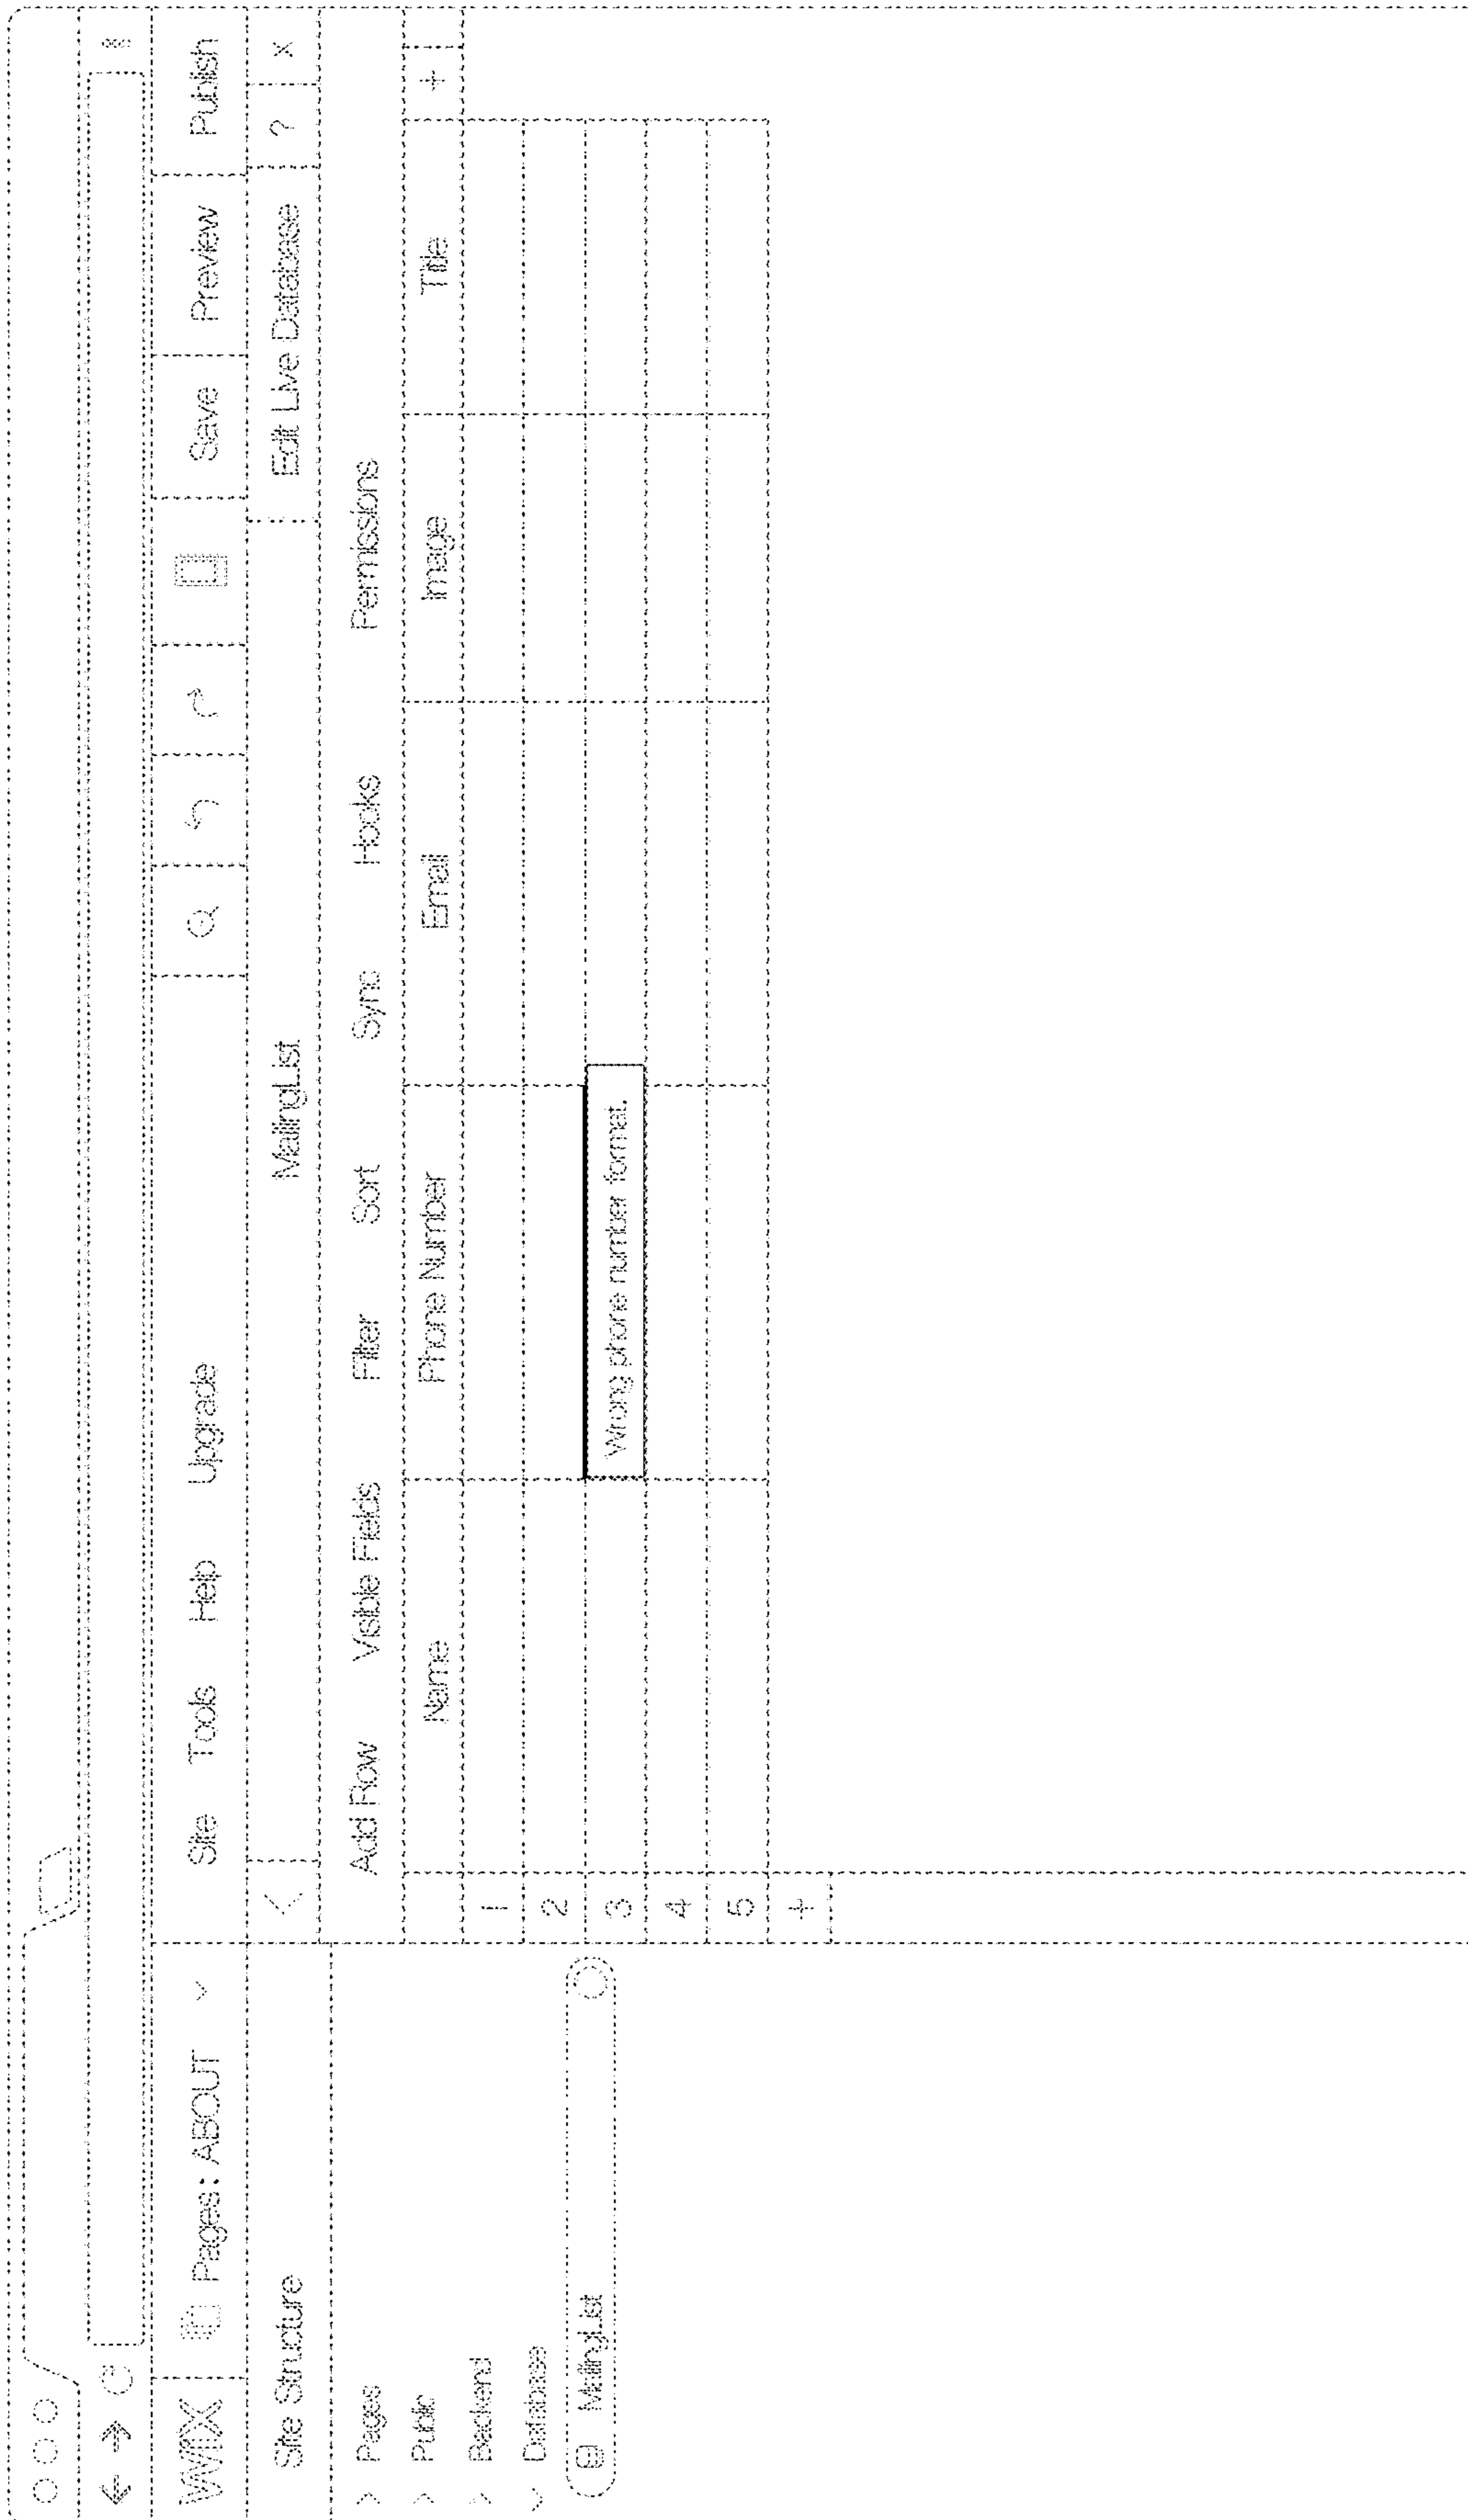 WIX Pages: ABOUT Site Tools Help Upgrade Save Preview Publish
Site Structure MailingList Edit Live Database ? x
Add Row Visible Fields Filter Sort Sync Hooks Permissions
> Pages
> Public
> Backend
Databases
MailingList
Name Phone Number Email Image Title +
1
2
3 Wrong phone number format.
4
5
+